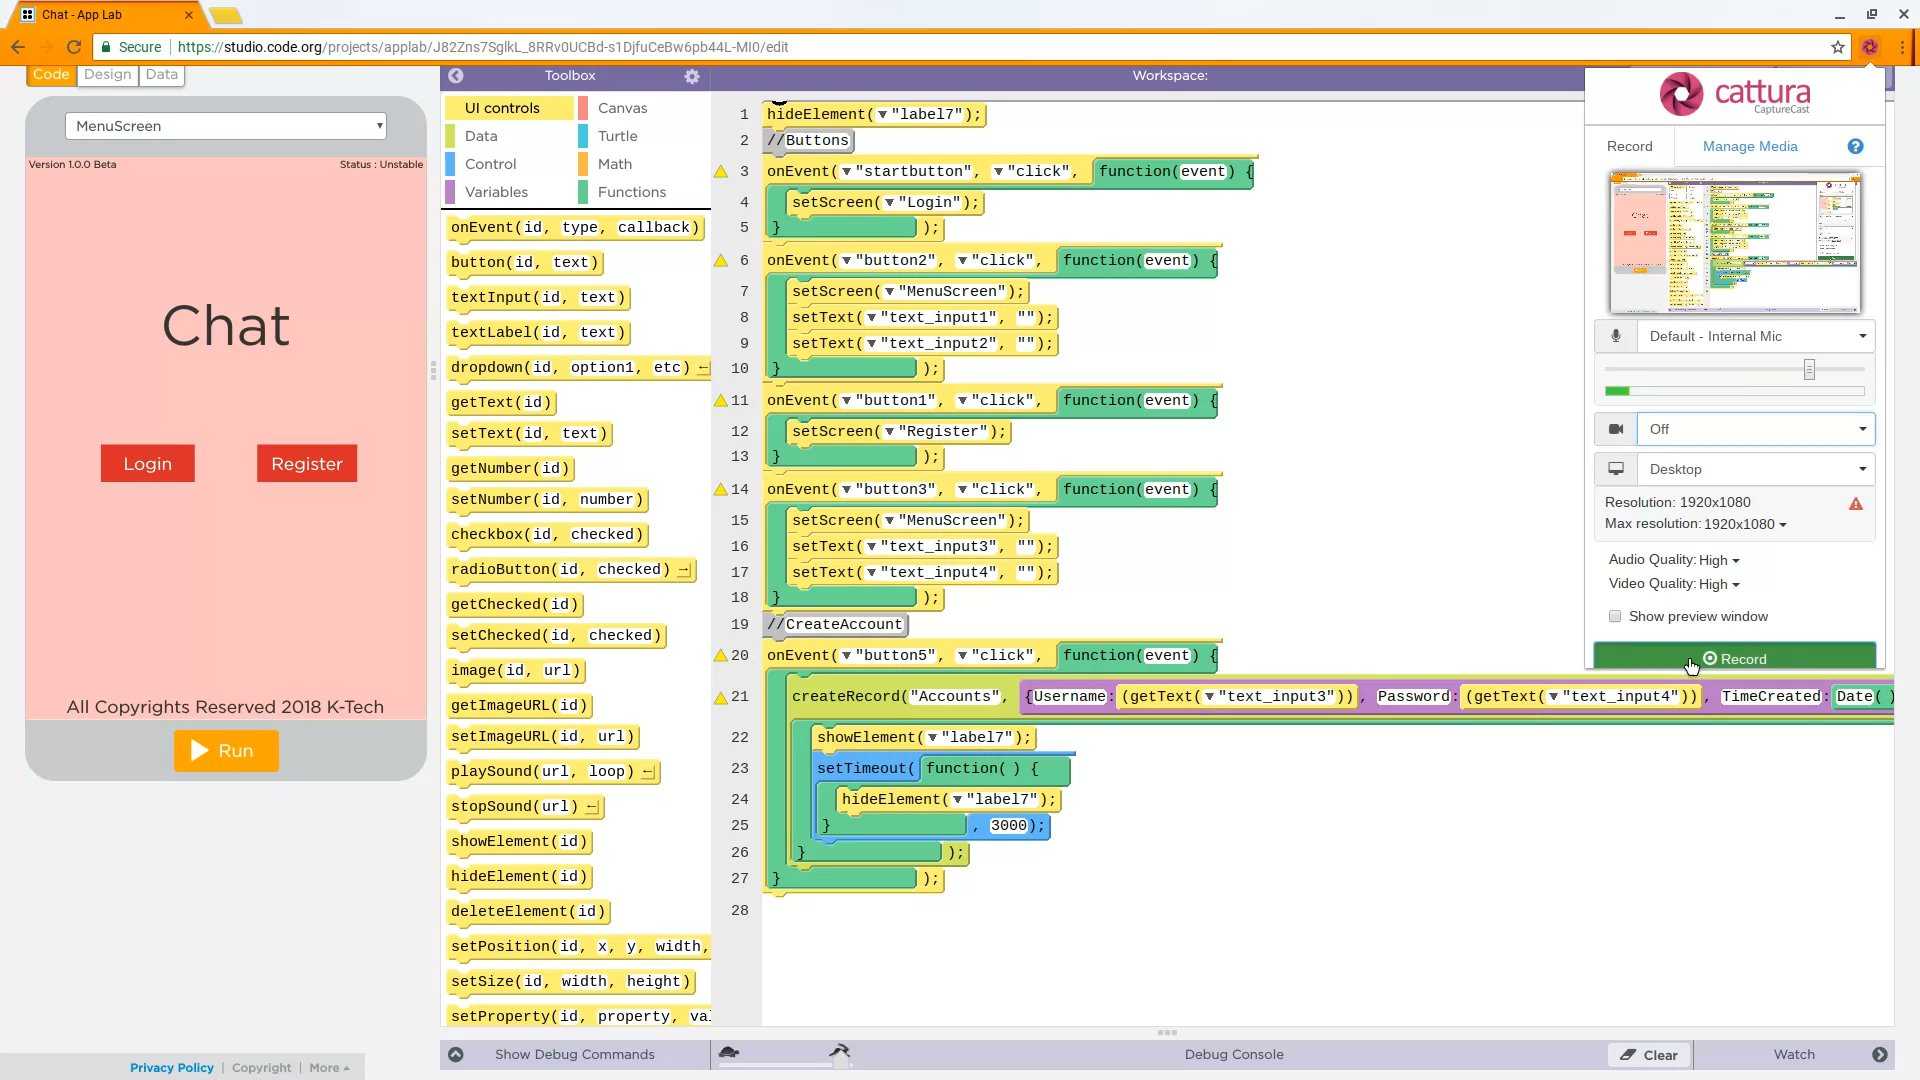 Chat - App Lab
Secure
https://studio.code.org/projects/applab/J82Zns7SglkL_8RRv0UCBd-s1DjfuCeBw6pb44L-MI0/edit
Code
Design
Data
MenuScreen
Version 1.0.0 Beta
Status : Unstable
Chat
Login
Register
All Copyrights Reserved 2018 K-Tech
Run
Privacy Policy | Copyright | More
Toolbox
UI controls
Canvas
Data
Turtle
Control
Math
Variables
Functions
onEvent(id, type, callback)
button(id, text)
textInput(id, text)
textLabel(id, text)
dropdown(id, option1, etc)
getText(id)
setText(id, text)
getNumber(id)
setNumber(id, number)
checkbox(id, checked)
radioButton(id, checked)
getChecked(id)
setChecked(id, checked)
image(id, url)
getImageURL(id)
setImageURL(id, url)
playSound(url, loop)
stopSound(url)
showElement(id)
hideElement(id)
deleteElement(id)
setPosition(id, x, y, width,
setSize(id, width, height)
setProperty(id, property, val
Show Debug Commands
Workspace:
1 hideElement("label7");
2 //Buttons
3 onEvent("startbutton", "click", function(event) {
4 setScreen("Login");
5 } );
6 onEvent("button2", "click", function(event) {
7 setScreen("MenuScreen");
8 setText("text_input1", "");
9 setText("text_input2", "");
10 } );
11 onEvent("button1", "click", function(event) {
12 setScreen("Register");
13 } );
14 onEvent("button3", "click", function(event) {
15 setScreen("MenuScreen");
16 setText("text_input3", "");
17 setText("text_input4", "");
18 } );
19 //CreateAccount
20 onEvent("button5", "click", function(event) {
21 createRecord("Accounts", {Username:(getText("text_input3")), Password:(getText("text_input4")), TimeCreated:Date()
22 showElement("label7");
23 setTimeout( function( ) {
24 hideElement("label7");
25 } , 3000);
26 } );
27 } );
28
Debug Console
Clear
Watch
cattura
CaptureCast
Record
Manage Media
Default - Internal Mic
Off
Desktop
Resolution: 1920x1080
Max resolution: 1920x1080
Audio Quality: High
Video Quality: High
Show preview window
Record